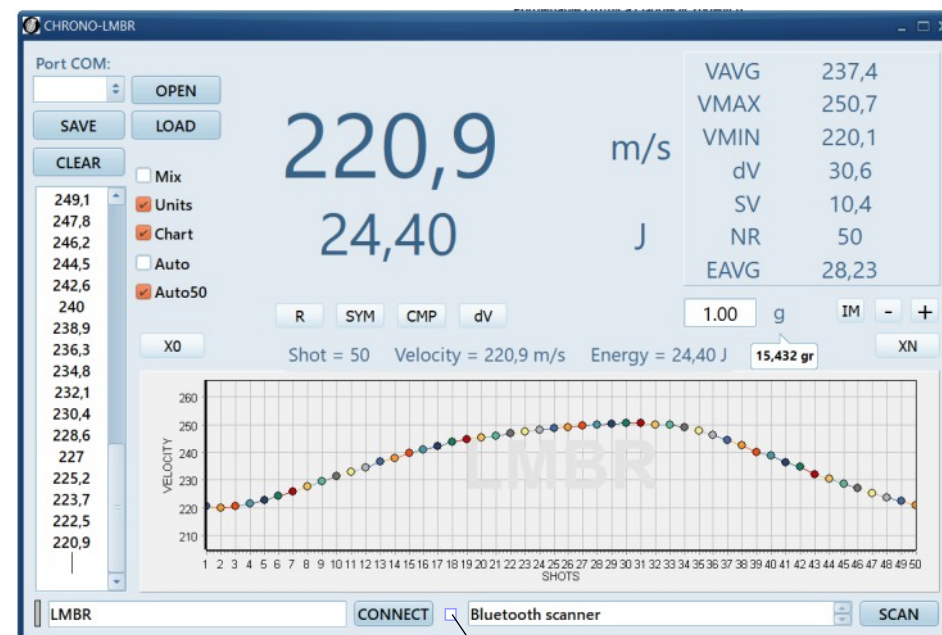 CHRONO-LMBR
Port COM:
OPEN
SAVE LOAD
CLEAR
Mix
Units
Chart
Auto
Auto50
249,1
247,8
246,2
244,5
242,6
240
238,9
236,3
234,8
232,1
230,4
228,6
227
225,2
223,7
222,5
220,9
220,9 m/s
24,40 J
VAVG 237,4
VMAX 250,7
VMIN 220,1
dV 30,6
SV 10,4
NR 50
EAVG 28,23
R SYM CMP dV
1.00 g IM - +
X0
Shot = 50 Velocity = 220,9 m/s Energy = 24,40 J
15,432 gr
XN
VELOCITY
260
250
240
230
220
210
LMBR
1 2 3 4 5 6 7 8 9 10 11 12 13 14 15 16 17 18 19 20 21 22 23 24 25 26 27 28 29 30 31 32 33 34 35 36 37 38 39 40 41 42 43 44 45 46 47 48 49 50
SHOTS
LMBR CONNECT Bluetooth scanner SCAN